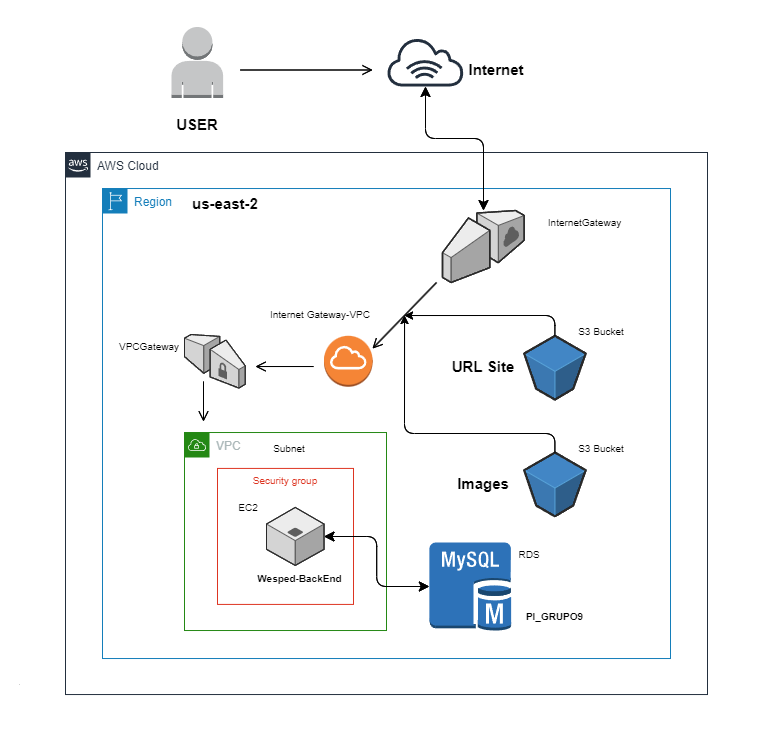 Internet
USER
aws
AWS Cloud
Region
us-east-2
InternetGateway
Internet Gateway-VPC
S3 Bucket
VPCGateway
URL Site
VPC
Subnet
S3 Bucket
Security group
Images
EC2
MySQL
RDS
Wesped-BackEnd
M
PI_GRUPO9